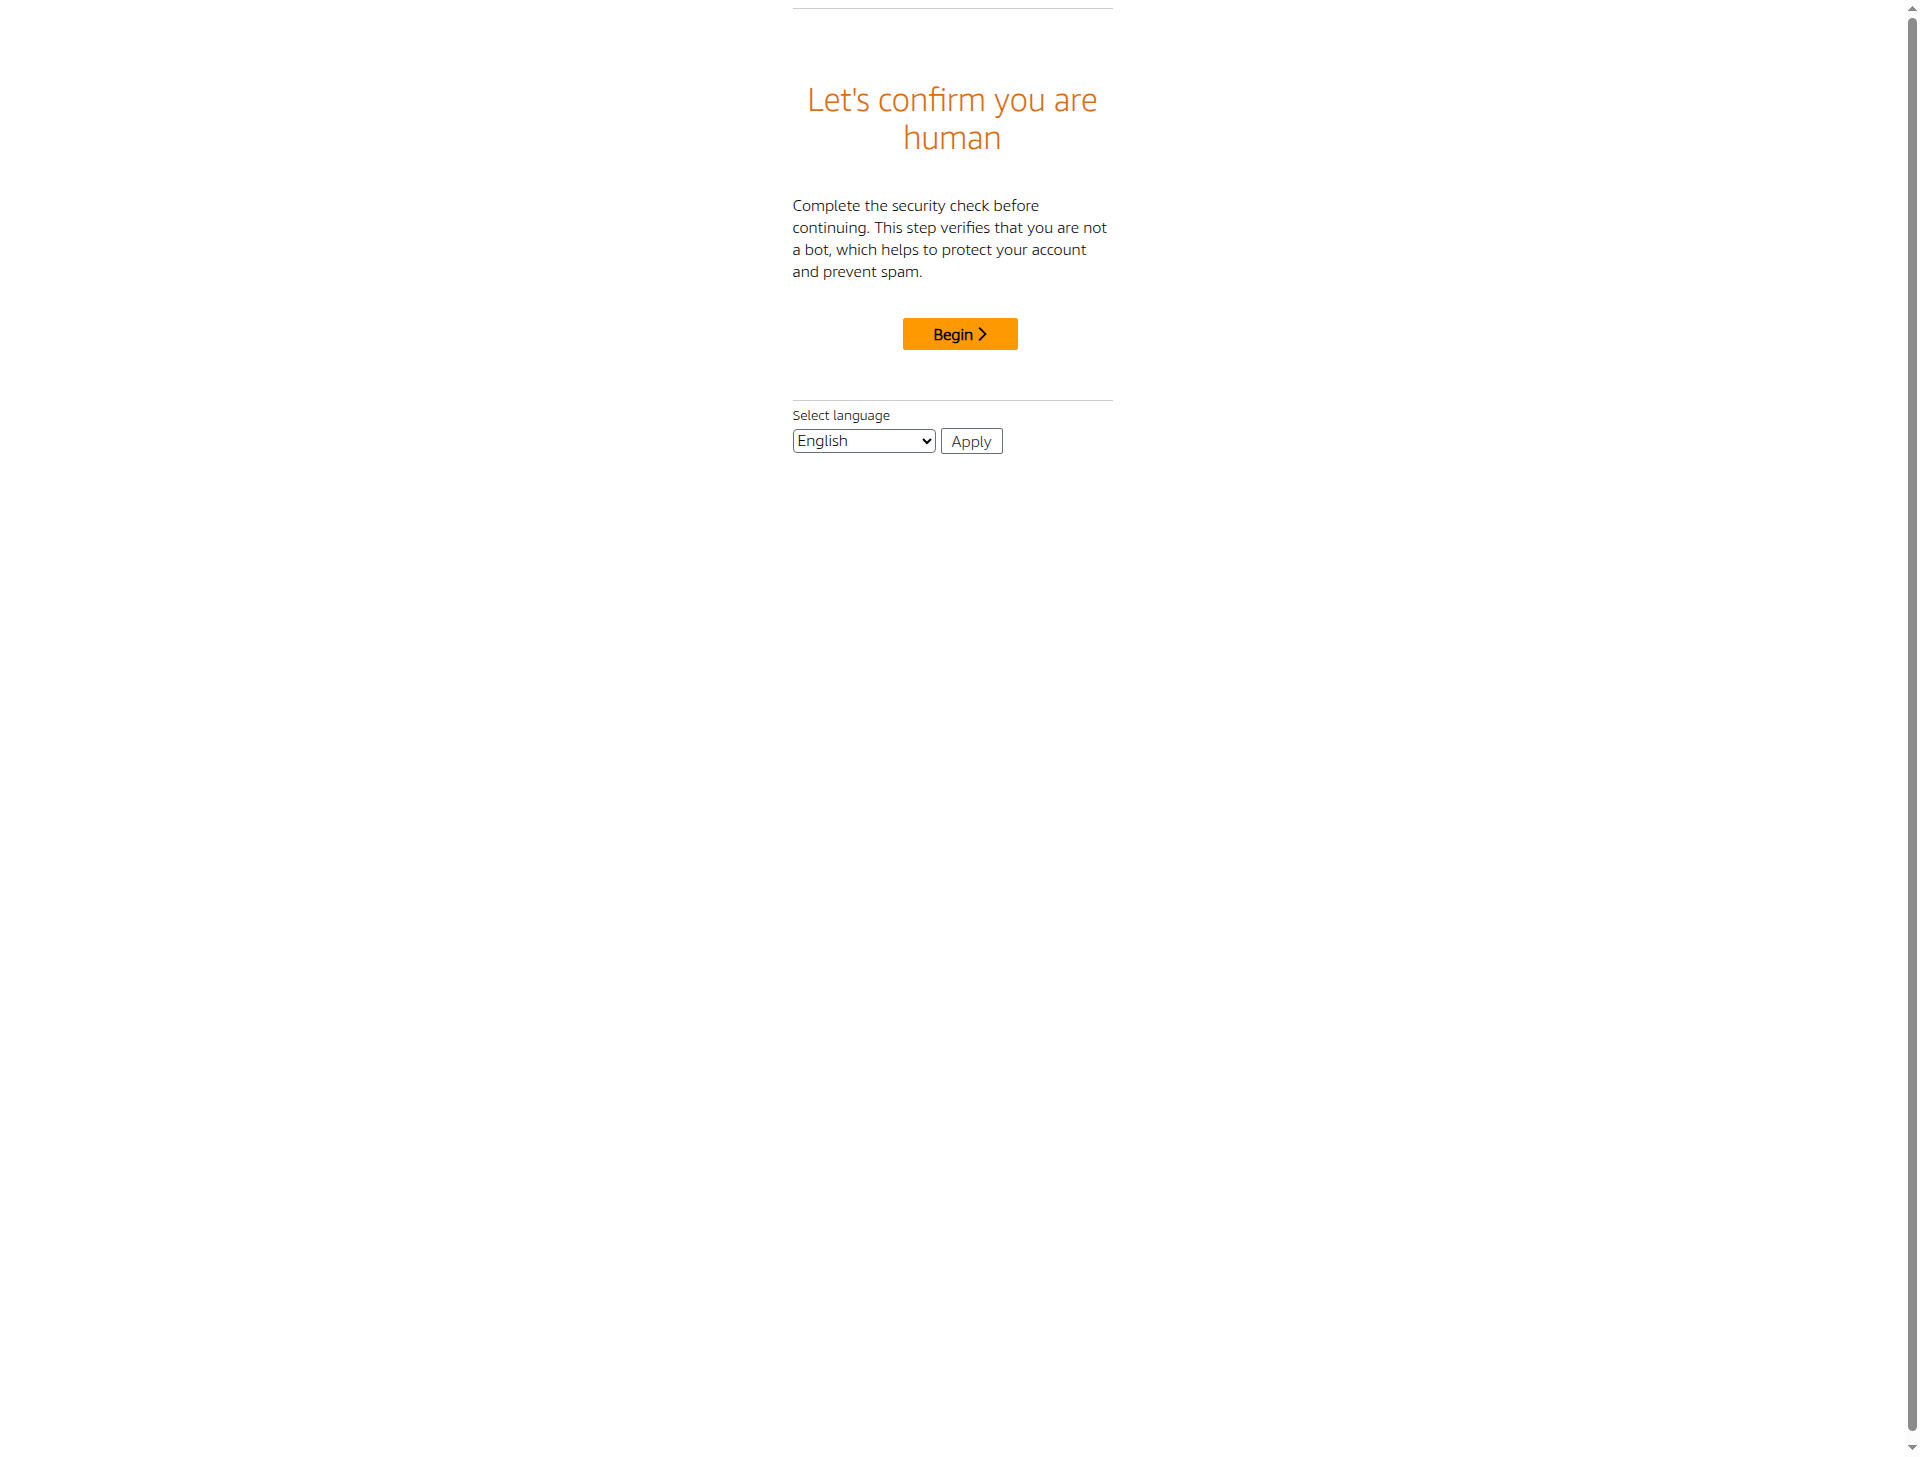 Let's confirm you are
human
Complete the security check before
continuing. This step verifies that you are not
a bot, which helps to protect your account
and prevent spam.
Begin
Select language
English
Apply